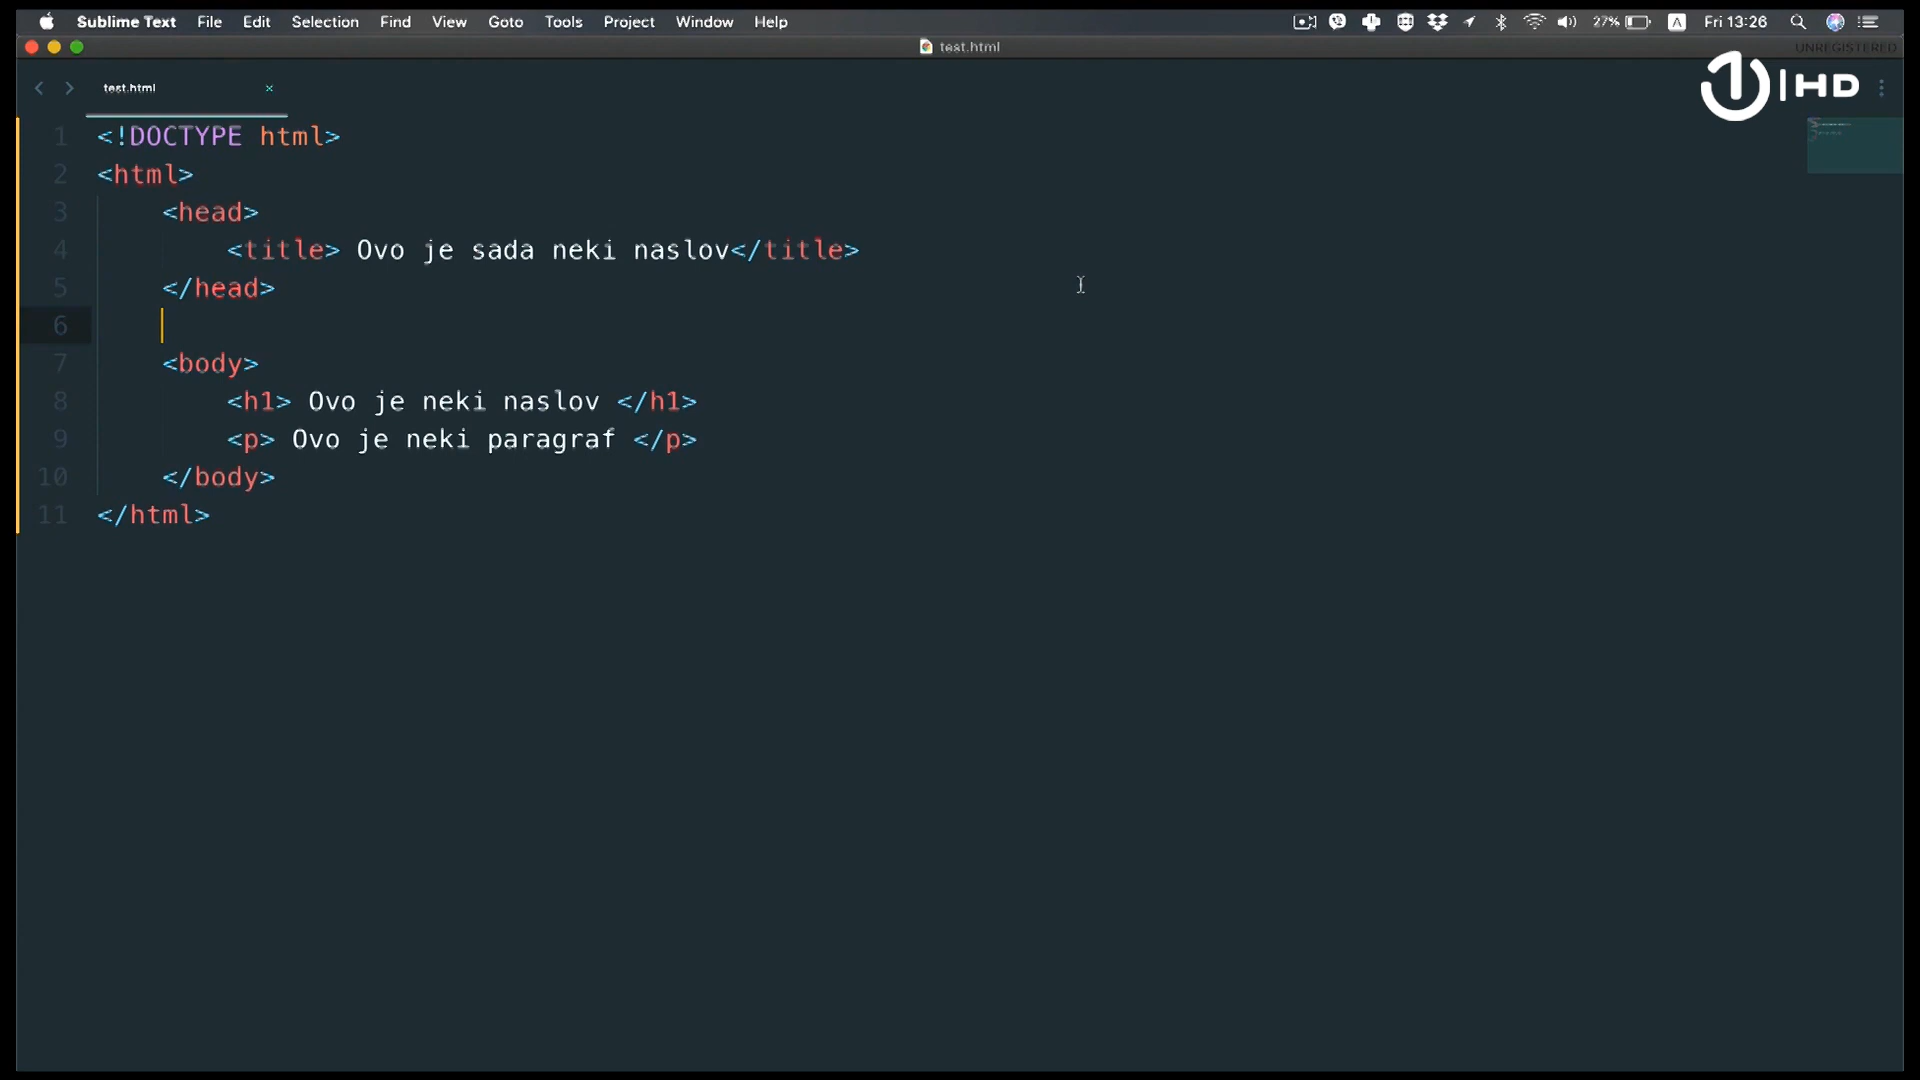 Sublime Text File Edit Selection Find View Goto Tools Project Window Help 27% A Fri 13:26
test.html
UNREGISTERED
test.html ×
1 | HD
1 <!DOCTYPE html>
2 <html>
3     <head>
4         <title> Ovo je sada neki naslov</title>
5     </head>
6
7     <body>
8         <h1> Ovo je neki naslov </h1>
9         <p> Ovo je neki paragraf </p>
10     </body>
11 </html>